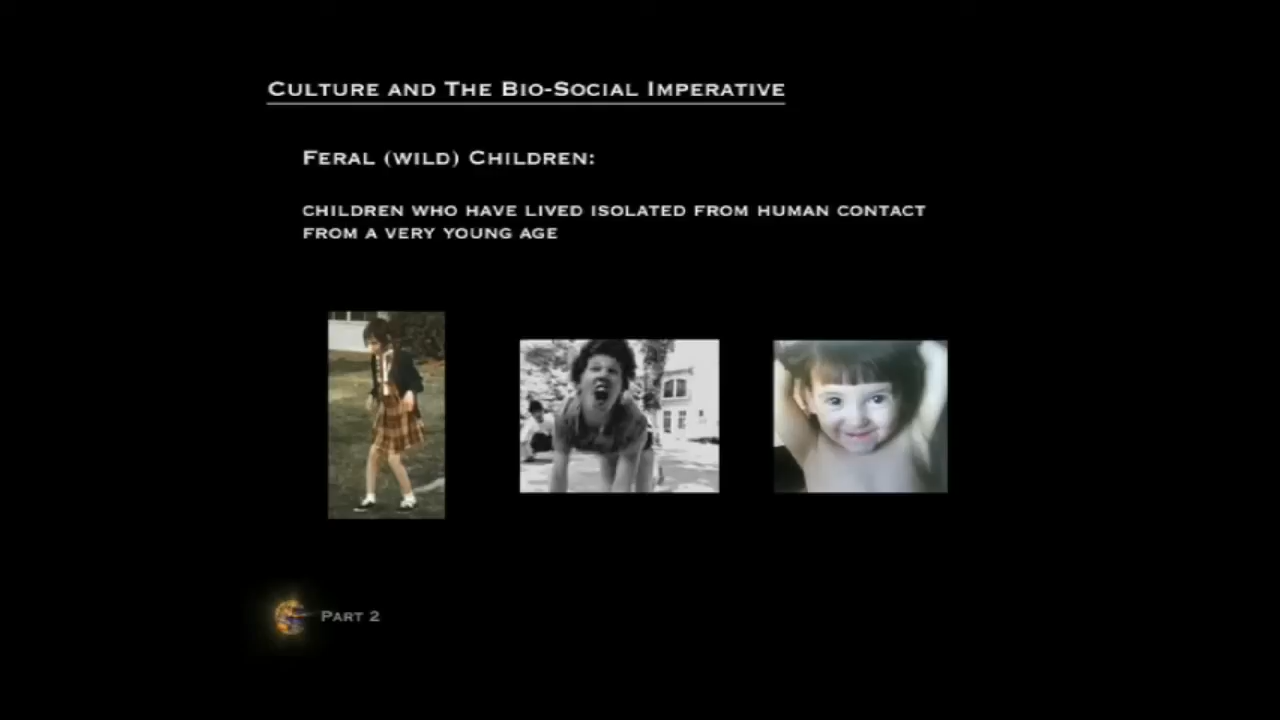 Culture and The Bio-Social Imperative
Feral (wild) Children:
children who have lived isolated from human contact
from a very young age
Part 2